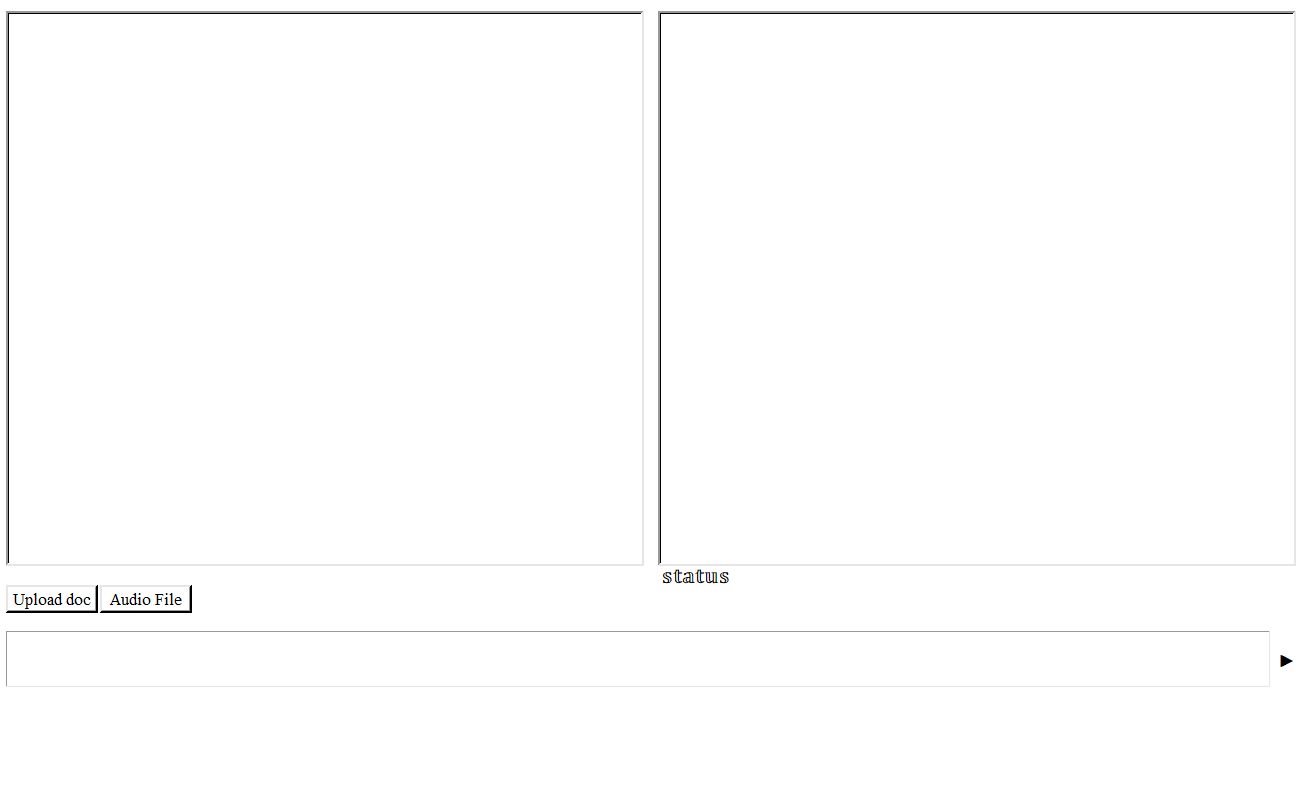 𝕤𝕥𝕒𝕥𝕦𝕤
Upload doc Audio File
►